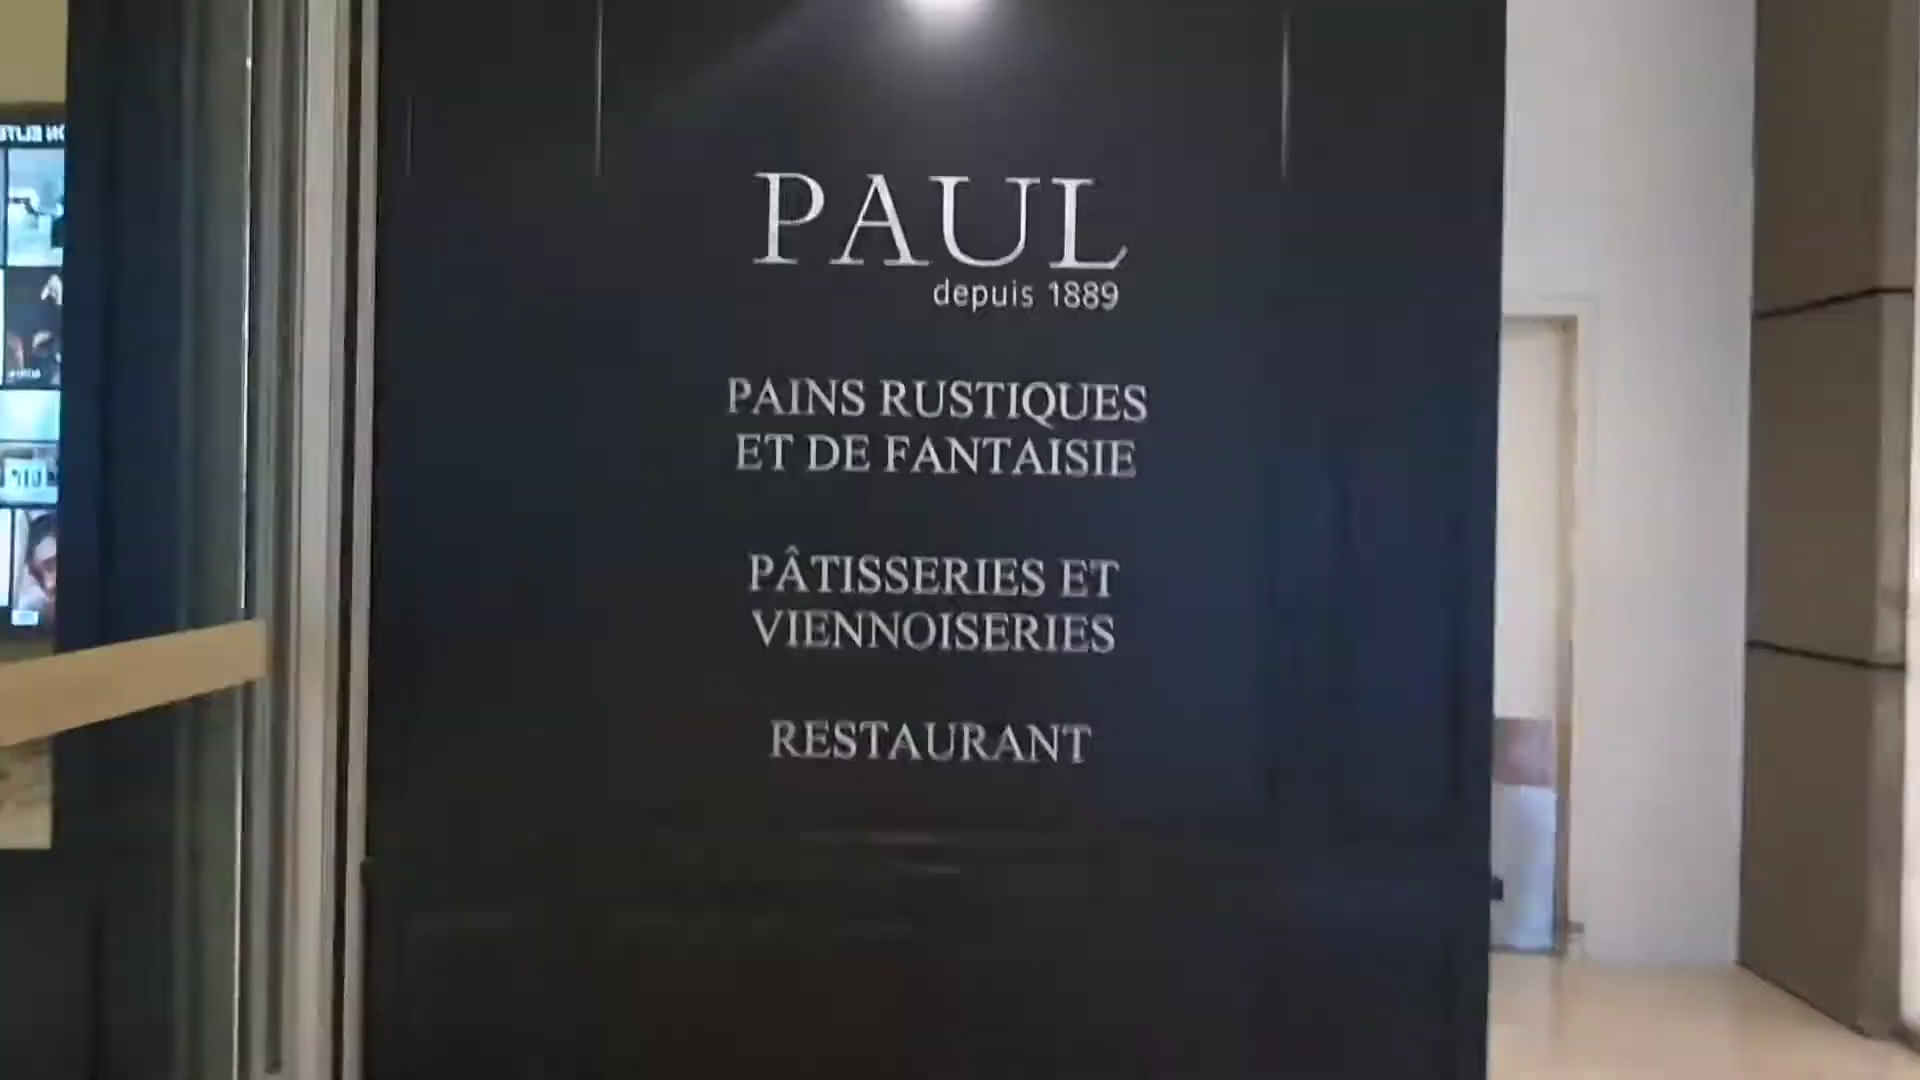 PAUL
depuis 1889
PAINS RUSTIQUES
ET DE FANTAISIE
PÂTISSERIES ET
VIENNOISERIES
RESTAURANT